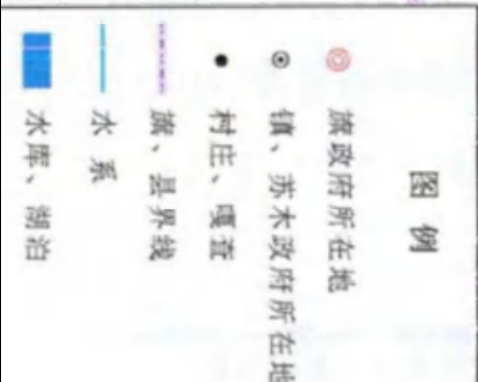 图例
旗政府所在地
镇、苏木政府所在地
村庄、嘎查
旗、县界线
水系
水库、湖泊